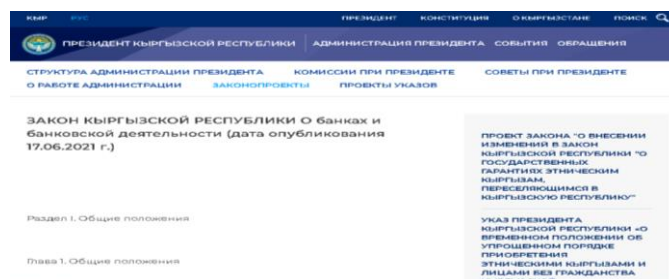 КЫР РУС ПРЕЗИДЕНТ КОНСТИТУЦИЯ О КЫРГЫЗСТАНЕ ПОИСК
ПРЕЗИДЕНТ КЫРГЫЗСКОЙ РЕСПУБЛИКИ АДМИНИСТРАЦИЯ ПРЕЗИДЕНТА СОБЫТИЯ ОБРАЩЕНИЯ
СТРУКТУРА АДМИНИСТРАЦИИ ПРЕЗИДЕНТА КОМИССИИ ПРИ ПРЕЗИДЕНТЕ СОВЕТЫ ПРИ ПРЕЗИДЕНТЕ
О РАБОТЕ АДМИНИСТРАЦИИ ЗАКОНОПРОЕКТЫ ПРОЕКТЫ УКАЗОВ
ЗАКОН КЫРГЫЗСКОЙ РЕСПУБЛИКИ О банках и
банковской деятельности (дата опубликования
17.06.2021 г.)
Раздел I. Общие положения
Глава 1. Общие положения
ПРОЕКТ ЗАКОНА "О ВНЕСЕНИИ
ИЗМЕНЕНИЙ В ЗАКОН
КЫРГЫЗСКОЙ РЕСПУБЛИКИ "О
ГОСУДАРСТВЕННЫХ
ГАРАНТИЯХ ЭТНИЧЕСКИМ
КЫРГЫЗАМ,
ПЕРЕСЕЛЯЮЩИМСЯ В
КЫРГЫЗСКУЮ РЕСПУБЛИКУ"
УКАЗ ПРЕЗИДЕНТА
КЫРГЫЗСКОЙ РЕСПУБЛИКИ «О
ВРЕМЕННОМ ПОЛОЖЕНИИ ОБ
УПРОЩЕННОМ ПОРЯДКЕ
ПРИОБРЕТЕНИЯ
ЭТНИЧЕСКИМИ КЫРГЫЗАМИ И
ЛИЦАМИ БЕЗ ГРАЖДАНСТВА